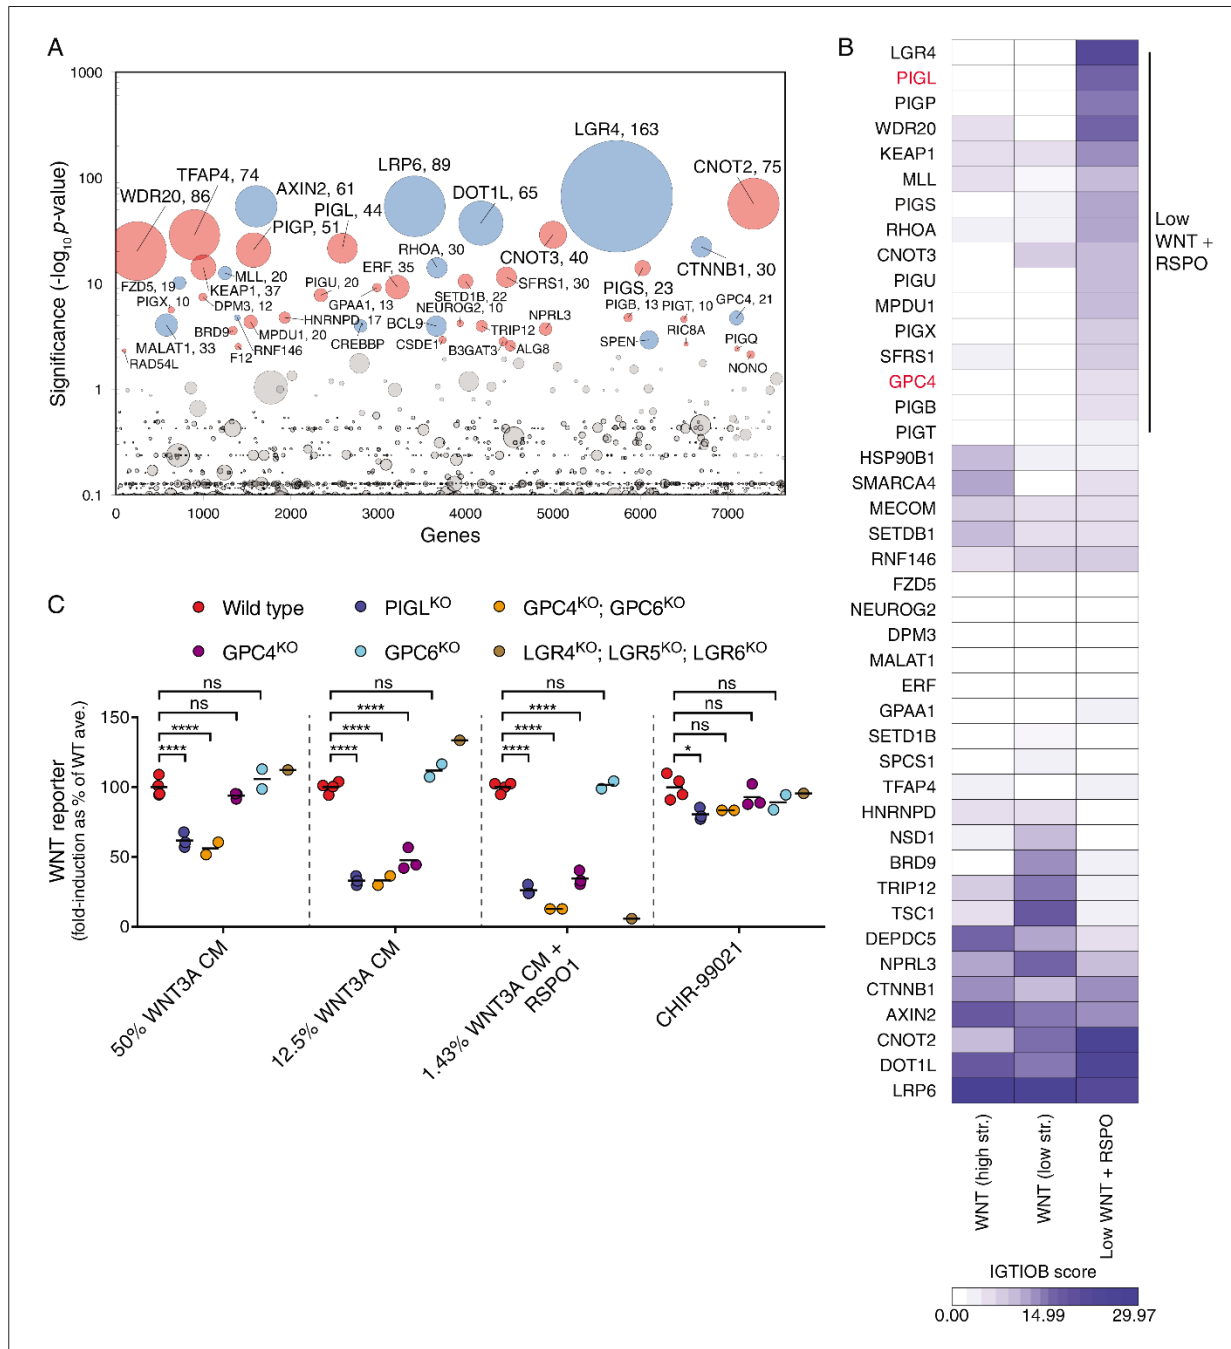 A
Significance (-log10 p-value)
1000
100
10
1
0.1
0
1000
2000
3000
4000
5000
6000
7000
Genes
LGR4, 163
CNOT2, 75
LRP6, 89
TFAP4, 74
AXIN2, 61
WDR20, 86
DOT1L, 65
PIGL, 44
PIGP, 51
RHOA, 30
CNOT3, 40
CTNNB1, 30
ERF, 35
MLL, 20
FZD5, 19
KEAP1, 37
PIGU, 20
SFRS1, 30
PIGS, 23
SETD1B, 22
GPAA1, 13
PIGX, 10
DPM3, 12
NEUROG2, 10
PIGB, 13
PIGT, 10
GPC4, 21
HNRNPD, 17
BCL9
NPRL3
BRD9
MPDU1, 20
TRIP12
RIC8A
MALAT1, 33
RNF146
CREBBP
CSDE1
SPEN
PIGQ
RAD54L
F12
B3GAT3
ALG8
NONO
B
LGR4
PIGL
PIGP
WDR20
KEAP1
MLL
PIGS
RHOA
CNOT3
PIGU
MPDU1
PIGX
SFRS1
GPC4
PIGB
PIGT
HSP90B1
SMARCA4
MECOM
SETDB1
RNF146
FZD5
NEUROG2
DPM3
MALAT1
ERF
GPAA1
SETD1B
SPCS1
TFAP4
HNRNPD
NSD1
BRD9
TRIP12
TSC1
DEPDC5
NPRL3
CTNNB1
AXIN2
CNOT2
DOT1L
LRP6
Low
WNT +
RSPO
WNT (high str.)
WNT (low str.)
Low WNT + RSPO
IGTIOB score
0.00 14.99 29.97
C
Wild type
PIGLKO
GPC4KO; GPC6KO
GPC4KO
GPC6KO
LGR4KO; LGR5KO; LGR6KO
WNT reporter
(fold-induction as % of WT ave.)
150
100
50
0
ns
ns
****
****
ns
****
****
****
ns
****
****
****
ns
ns
ns
*
50% WNT3A CM
12.5% WNT3A CM
1.43% WNT3A CM +
RSPO1
CHIR-99021